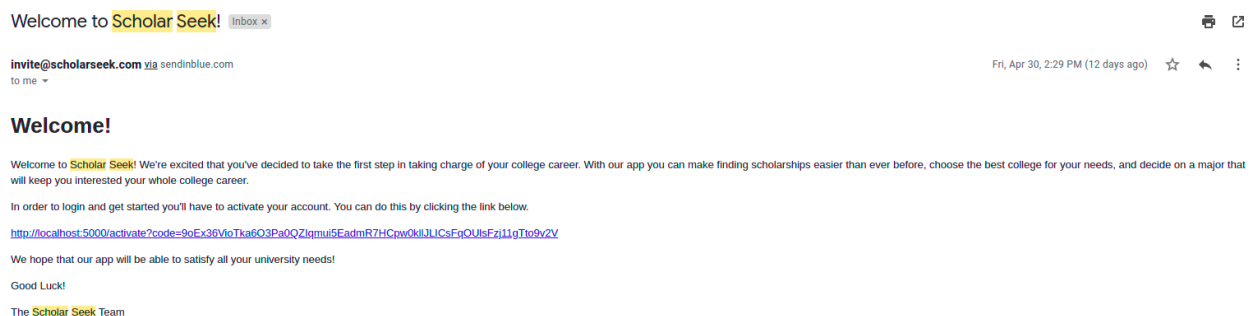 Welcome to Scholar Seek! Inbox ×
invite@scholarseek.com via sendinblue.com Fri, Apr 30, 2:29 PM (12 days ago)
to me
Welcome!
Welcome to Scholar Seek! We're excited that you've decided to take the first step in taking charge of your college career. With our app you can make finding scholarships easier than ever before, choose the best college for your needs, and decide on a major that
will keep you interested your whole college career.
In order to login and get started you'll have to activate your account. You can do this by clicking the link below.
http://localhost:5000/activate?code=9oEx36VioTka6O3Pa0QZIqmui5EadmR7HCpw0kllJLICsFqOUlsFzj11gTto9v2V
We hope that our app will be able to satisfy all your university needs!
Good Luck!
The Scholar Seek Team